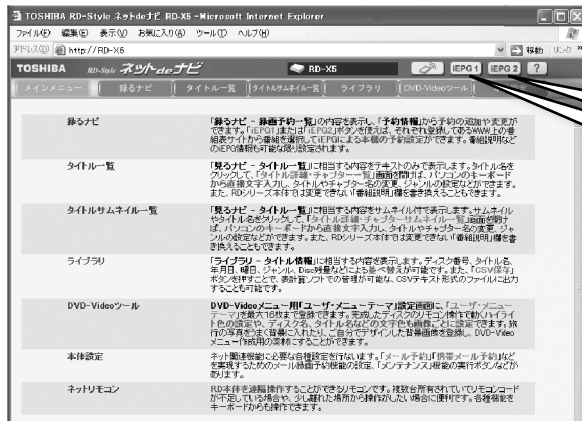 TOSHIBA RD-Style ネットdeナビ RD-X5 - Microsoft Internet Explorer
ファイル(F) 編集(E) 表示(V) お気に入り(A) ツール(T) ヘルプ(H)
アドレス(D) http://RD-X5 移動 リンク »
TOSHIBA RD-Style ネットdeナビ RD-X5 iEPG 1 iEPG 2 ?
メインメニュー 録るナビ タイトル一覧 タイトルサムネイル一覧 ライブラリ DVD-Videoツール
録るナビ
「録るナビ - 録画予約一覧」の内容を表示し、「予約情報」から予約の追加や変更が
できます。「iEPG1」または「iEPG2」ボタンを使えば、それぞれ登録してあるWWW上の番
組表サイトから番組を選択してiEPGによる本機の予約設定ができます。番組説明など
のiEPG情報も可能な限り設定されます。
タイトル一覧
「見るナビ - タイトル一覧」に相当する内容をテキストのみで表示します。タイトル名を
クリックして、「タイトル詳細・チャプター一覧」画面を開けば、パソコンのキーボード
から直接文字入力し、タイトルやチャプター名の変更、ジャンルの設定などができます。
また、RDシリーズ本体では変更できない「番組説明」欄を書き換えることもできます。
タイトルサムネイル一覧
「見るナビ - タイトル一覧」に相当する内容をサムネイル付で表示します。サムネイル
やタイトル名をクリックして、「タイトル詳細・チャプターサムネイル一覧」画面を開け
ば、パソコンのキーボードから直接文字入力し、タイトルやチャプター名の変更、ジャ
ンルの設定などができます。また、RDシリーズ本体では変更できない「番組説明」欄を書
き換えることもできます。
ライブラリ
「ライブラリ - タイトル情報」に相当する内容を表示します。ディスク番号、タイトル名、
年月日、曜日、ジャンル、Disc残量などによる並べ替えが可能です。また、「CSV保存」
ボタンを押すことで、表計算ソフトでの管理が可能な、CSVテキスト形式のファイルに出力
することも可能です。
DVD-Videoツール
DVD-Videoメニュー用「ユーザ・メニューテーマ」設定画面に、「ユーザ・メニュー
テーマ」を最大16枚まで登録できます。完成したディスクのリモコン操作で動くハイライ
ト色の設定や、ディスク名、タイトル名などの文字色も画像ごとに設定できます。旅
行の写真をうまく背景に入れたり、ご自分でデザインした背景画像を登録し、DVD-Video
メニュー作成用の素材にすることができます。
本体設定
ネット関連機能に必要な各種設定を行ないます。「メール予約」「携帯メール予約」など
を実現するためのメール録画予約機能の設定、「メンテナンス」機能の実行ボタンなどが
あります。
ネットリモコン
RD本体を遠隔操作することができるリモコンです。複数台所有されていてリモコンコード
が不足している場合や、少し離れた場所から操作がしたい場合に便利です。各種機能を
キーボードからも操作できます。